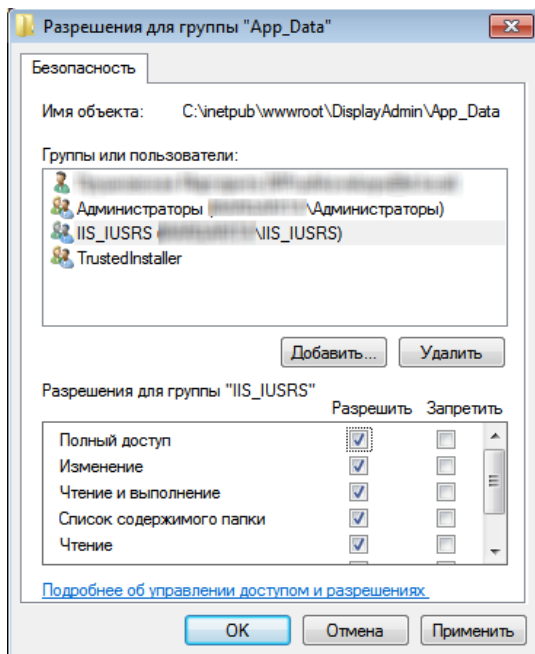 Разрешения для группы "App_Data"
Безопасность
Имя объекта: C:\inetpub\wwwroot\DisplayAdmin\App_Data
Группы или пользователи:
Администраторы ( \Администраторы)
IIS_IUSRS ( \IIS_IUSRS)
TrustedInstaller
Добавить... Удалить
Разрешения для группы "IIS_IUSRS"
Разрешить Запретить
Полный доступ
Изменение
Чтение и выполнение
Список содержимого папки
Чтение
Подробнее об управлении доступом и разрешениях
OK Отмена Применить